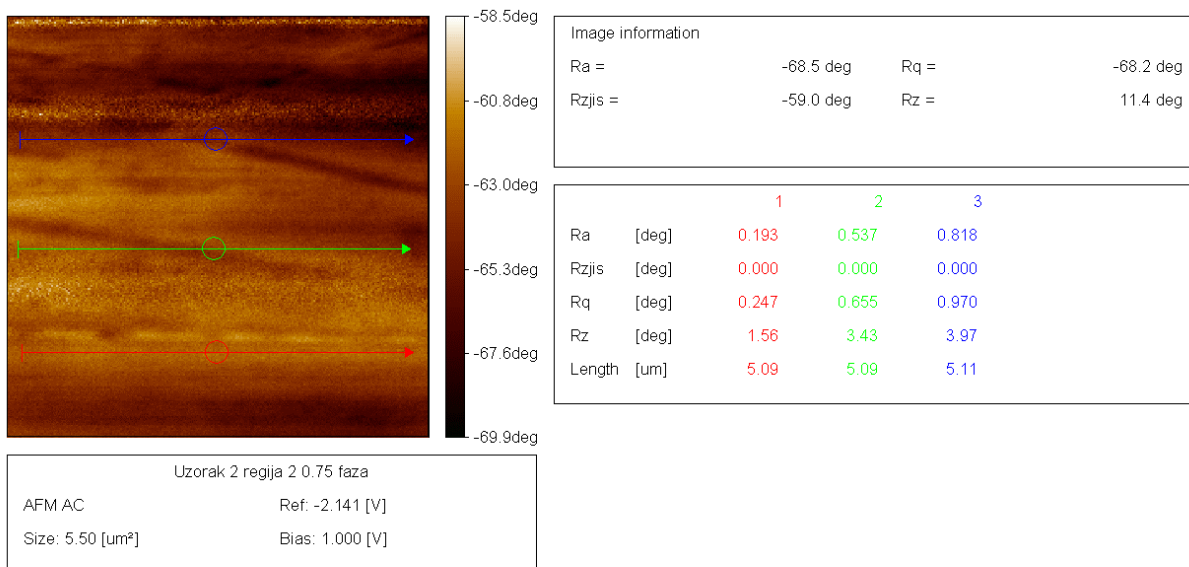 -58.5deg
-60.8deg
-63.0deg
-65.3deg
-67.6deg
-69.9deg
Image information
Ra = -68.5 deg Rq = -68.2 deg
Rzjis = -59.0 deg Rz = 11.4 deg
1 2 3
Ra [deg] 0.193 0.537 0.818
Rzjis [deg] 0.000 0.000 0.000
Rq [deg] 0.247 0.655 0.970
Rz [deg] 1.56 3.43 3.97
Length [um] 5.09 5.09 5.11
Uzorak 2 regija 2 0.75 faza
AFM AC Ref: -2.141 [V]
Size: 5.50 [um²] Bias: 1.000 [V]